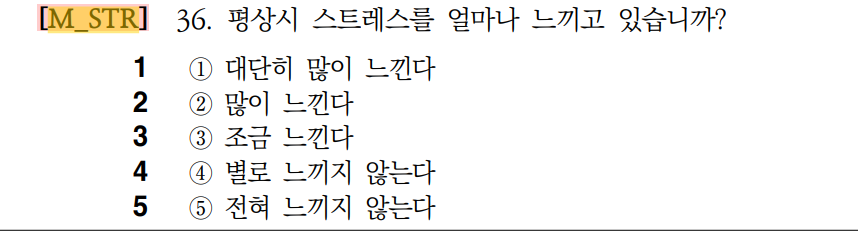 [M_STR] 36. 평상시 스트레스를 얼마나 느끼고 있습니까?
1 ① 대단히 많이 느낀다
2 ② 많이 느낀다
3 ③ 조금 느낀다
4 ④ 별로 느끼지 않는다
5 ⑤ 전혀 느끼지 않는다